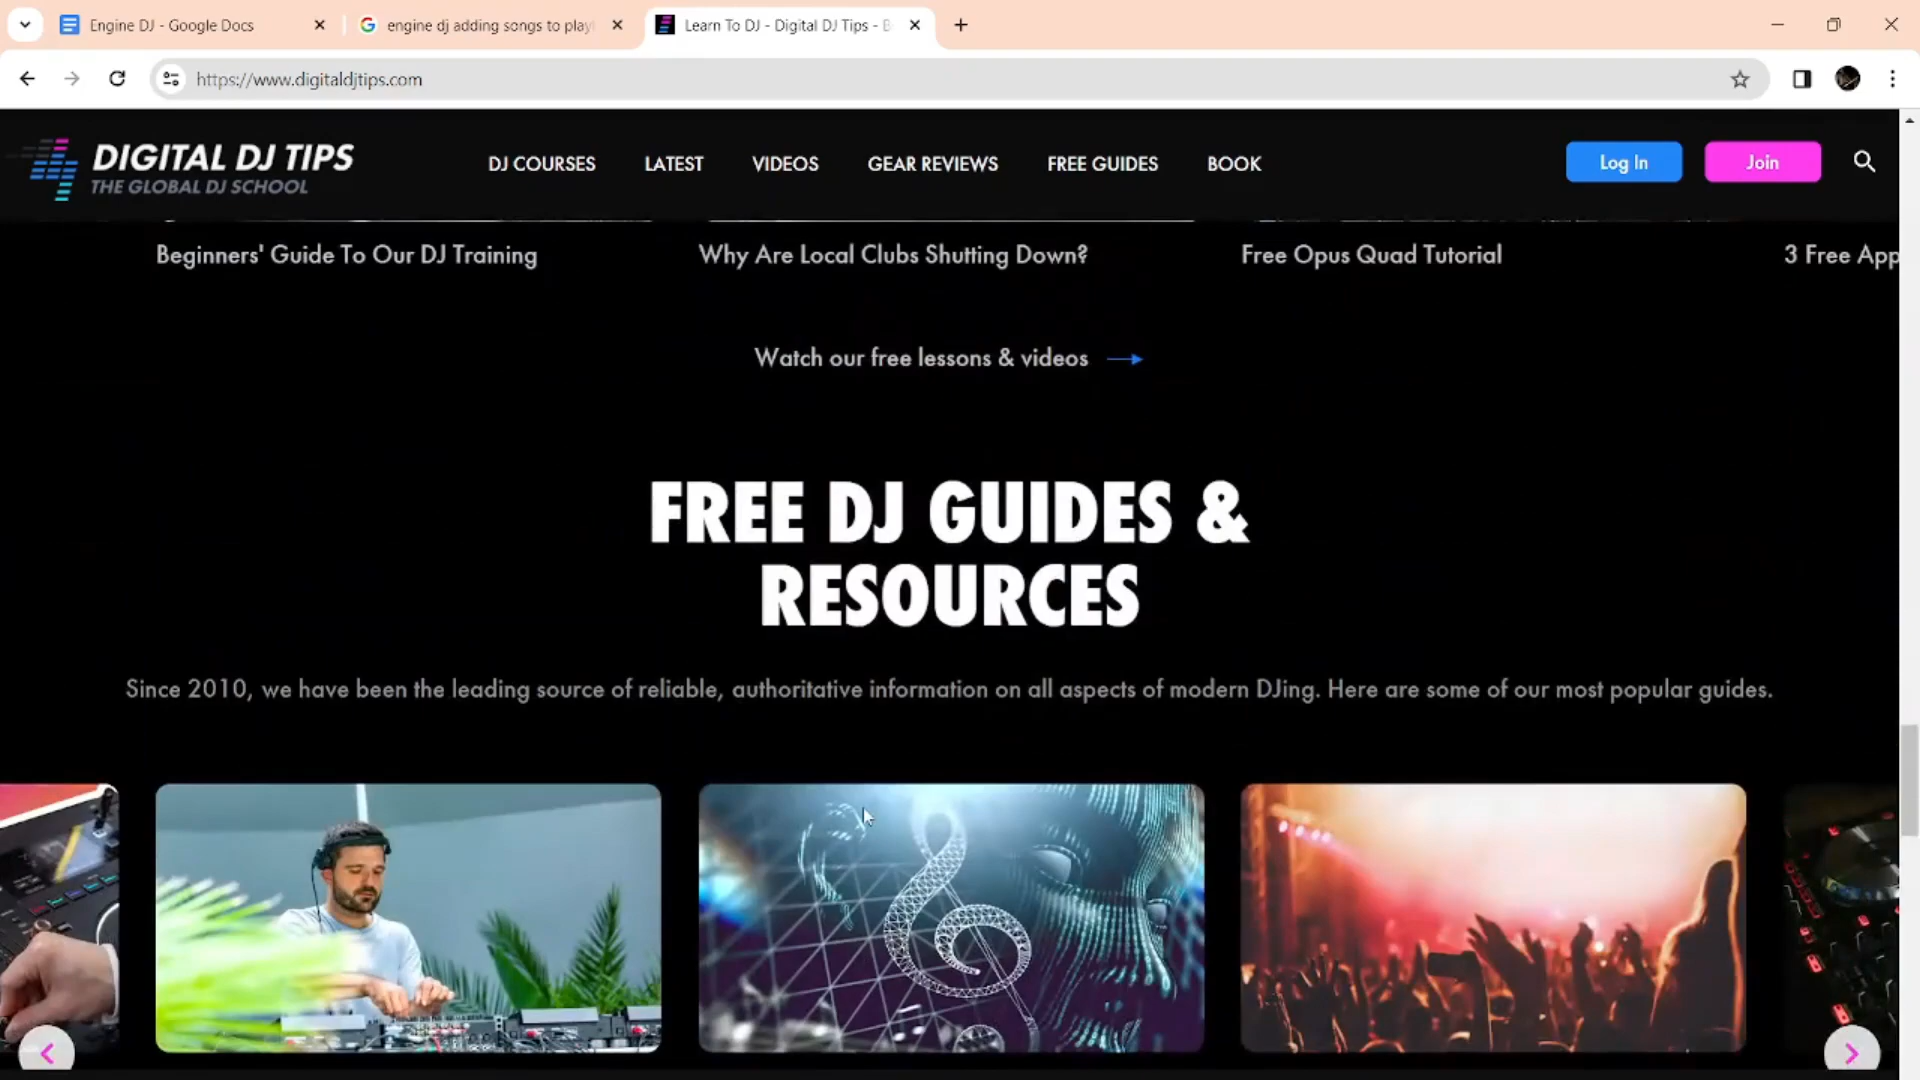 Engine DJ - Google Docs
engine dj adding songs to play
Learn To DJ - Digital DJ Tips - B
https://www.digitaldjtips.com
DIGITAL DJ TIPS
THE GLOBAL DJ SCHOOL
DJ COURSES
LATEST
VIDEOS
GEAR REVIEWS
FREE GUIDES
BOOK
Log In
Join
Beginners' Guide To Our DJ Training
Why Are Local Clubs Shutting Down?
Free Opus Quad Tutorial
3 Free App
Watch our free lessons & videos
FREE DJ GUIDES &
RESOURCES
Since 2010, we have been the leading source of reliable, authoritative information on all aspects of modern DJing. Here are some of our most popular guides.